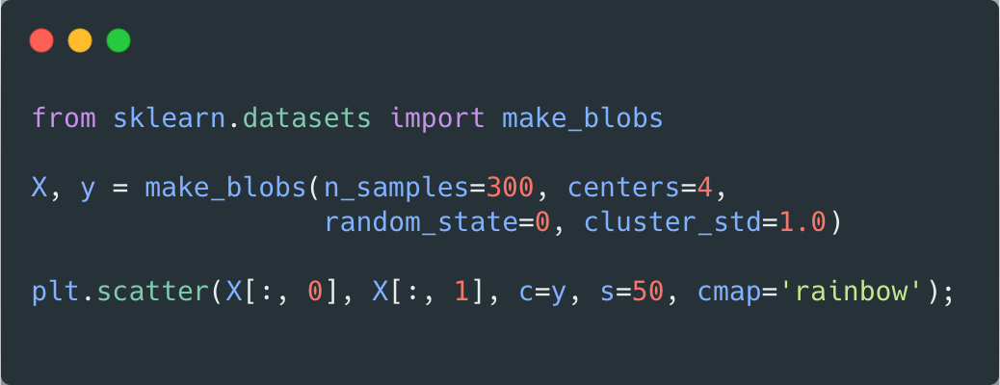 from sklearn.datasets import make_blobs
X, y = make_blobs(n_samples=300, centers=4,
                  random_state=0, cluster_std=1.0)
plt.scatter(X[:, 0], X[:, 1], c=y, s=50, cmap='rainbow');